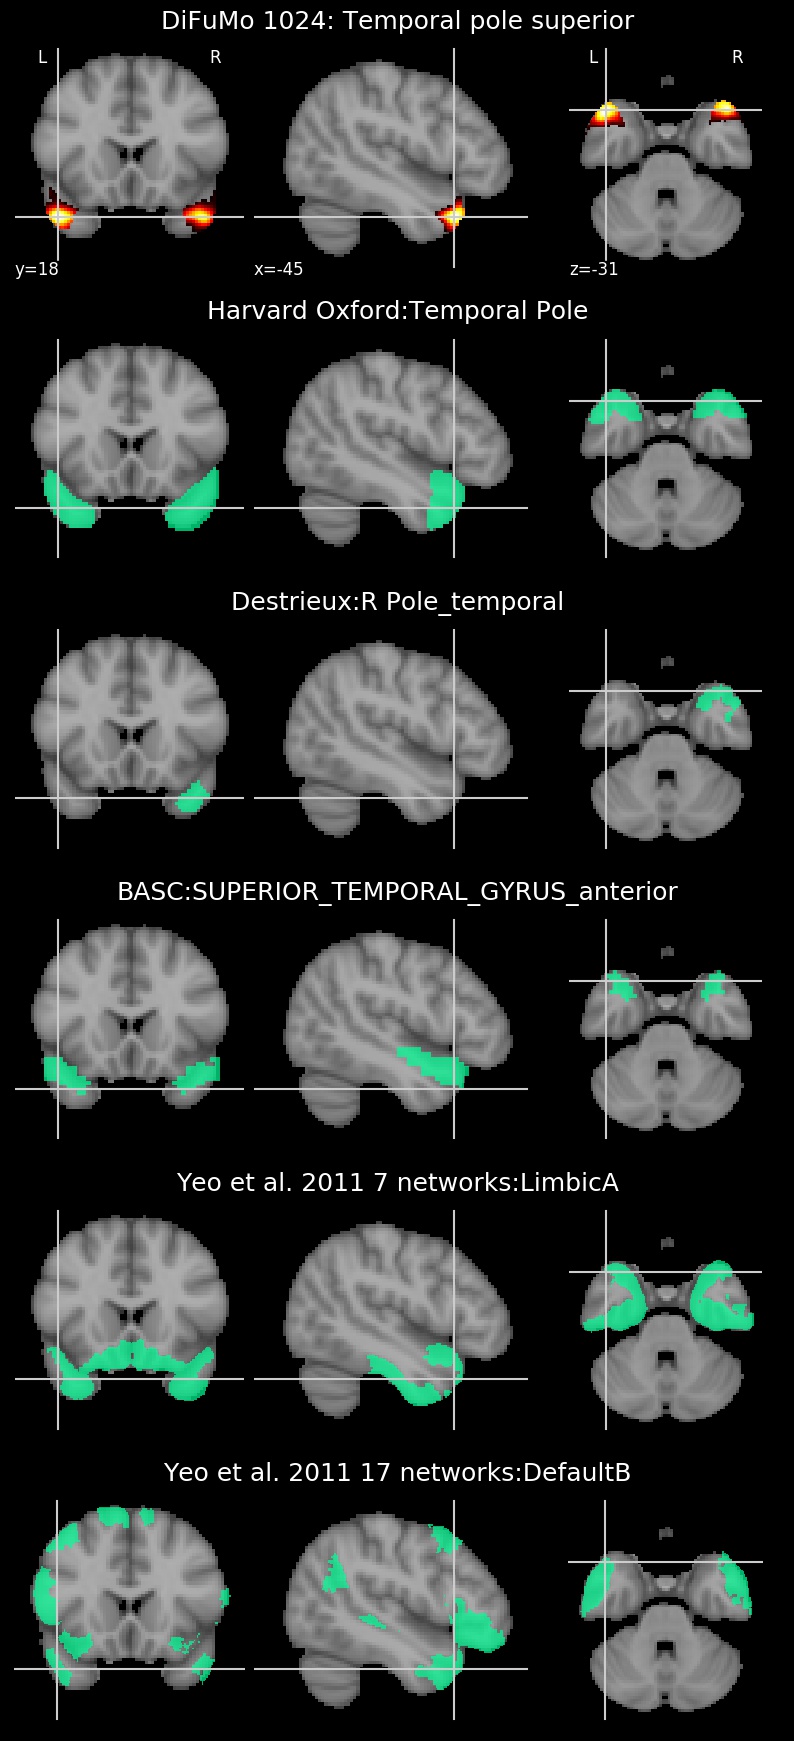 DiFuMo 1024: Temporal pole superior
L R L R
y=18 x=-45 z=-31
Harvard Oxford:Temporal Pole
Destrieux:R Pole_temporal
BASC:SUPERIOR_TEMPORAL_GYRUS_anterior
Yeo et al. 2011 7 networks:LimbicA
Yeo et al. 2011 17 networks:DefaultB